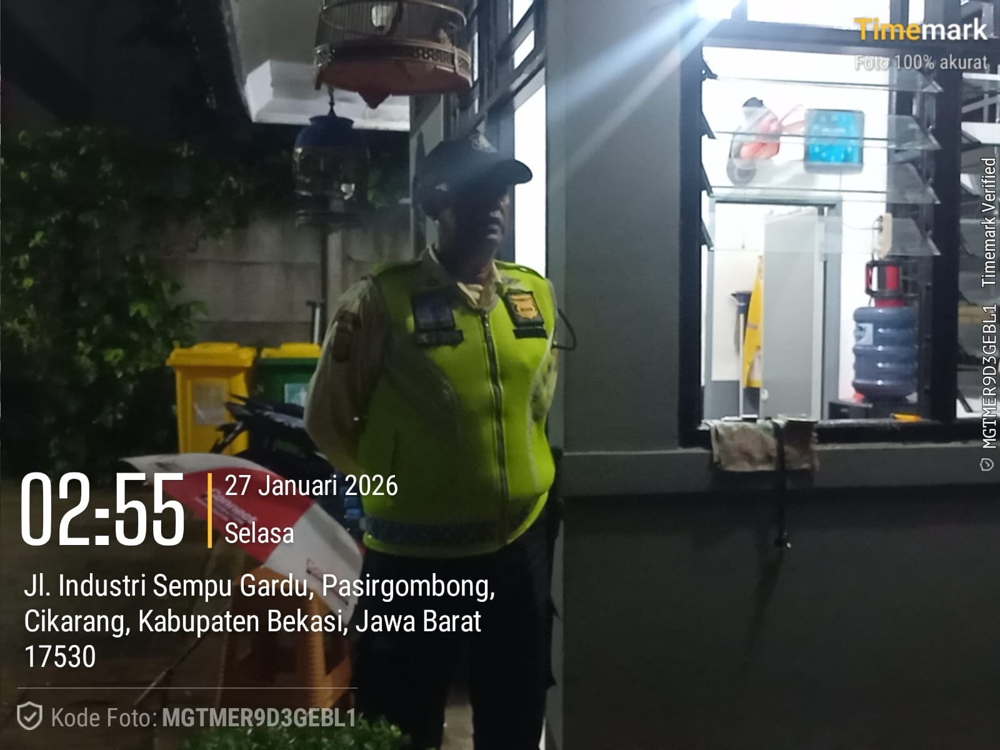 Timemark
Foto 100% akurat
MGTMER9D3GEBL1 Timemark Verified
02:55
27 Januari 2026
Selasa
Jl. Industri Sempu Gardu, Pasirgombong,
Cikarang, Kabupaten Bekasi, Jawa Barat
17530
Kode Foto: MGTMER9D3GEBL1